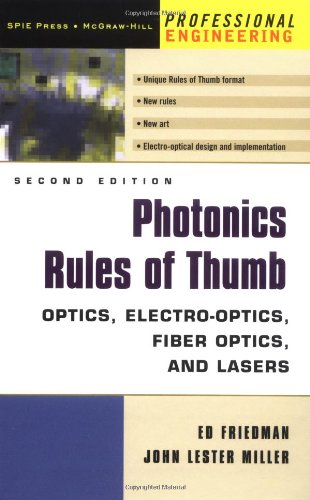 SPIE PRESS • MCGRAW-HILL
PROFESSIONAL
ENGINEERING
• Unique Rules of Thumb format
• New rules
• New art
• Electro-optical design and implementation
SECOND EDITION
Photonics
Rules of Thumb
OPTICS, ELECTRO-OPTICS,
FIBER OPTICS,
AND LASERS
ED FRIEDMAN
JOHN LESTER MILLER